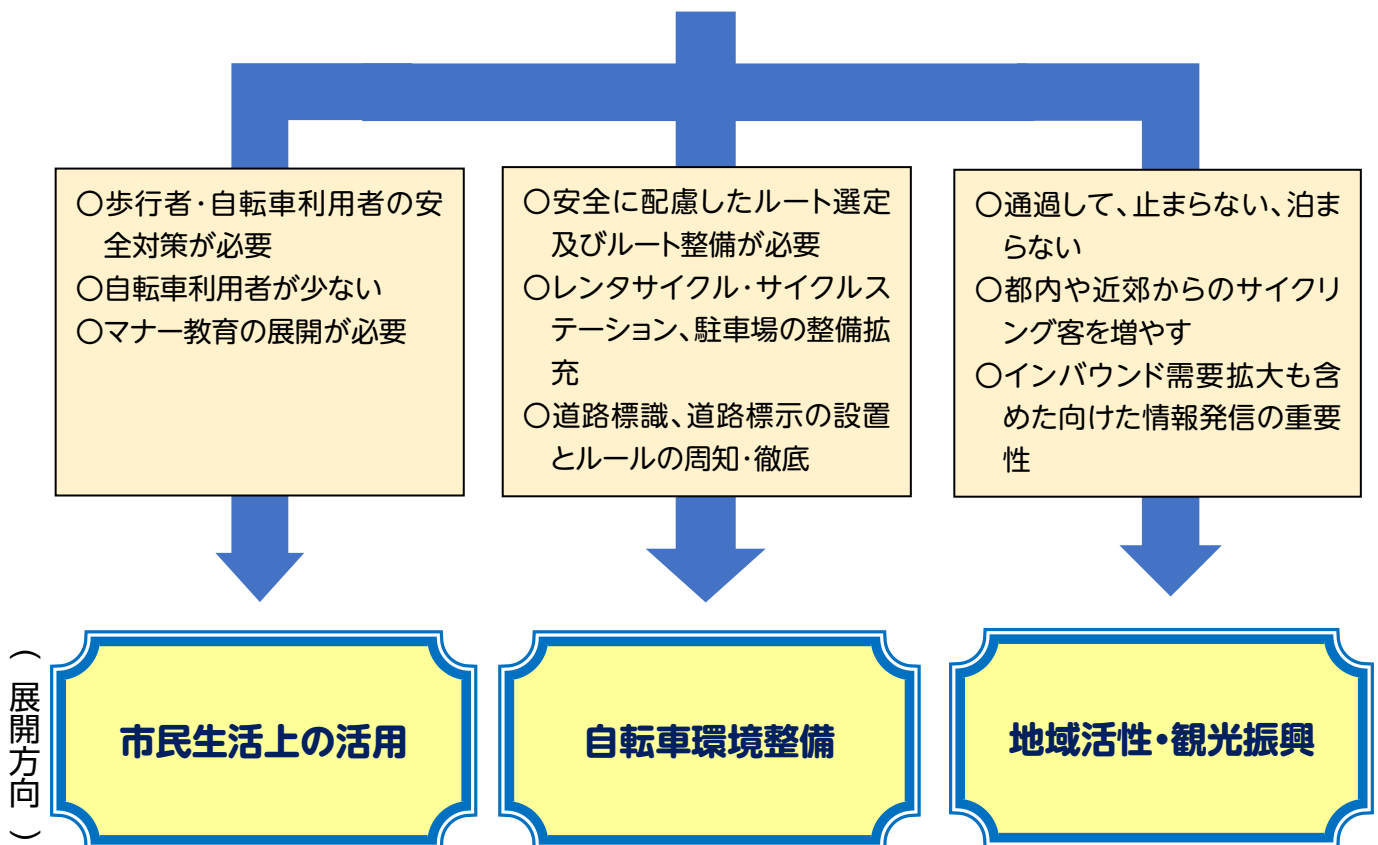 〇歩行者・自転車利用者の安
全対策が必要
〇自転車利用者が少ない
〇マナー教育の展開が必要
〇安全に配慮したルート選定
及びルート整備が必要
〇レンタサイクル・サイクルス
テーション、駐車場の整備拡
充
〇道路標識、道路標示の設置
とルールの周知・徹底
〇通過して、止まらない、泊ま
らない
〇都内や近郊からのサイクリ
ング客を増やす
〇インバウンド需要拡大も含
めた向けた情報発信の重要
性
（展開方向）
市民生活上の活用
自転車環境整備
地域活性・観光振興